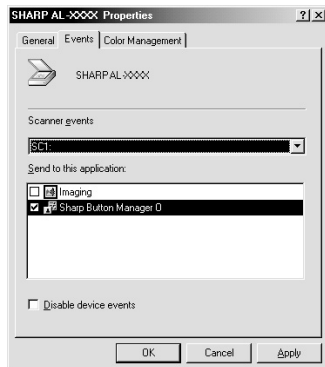 SHARP AL-XXXX Properties
General Events Color Management
SHARP AL-XXXX
Scanner events
SC1:
Send to this application:
Imaging
Sharp Button Manager O
Disable device events
OK Cancel Apply